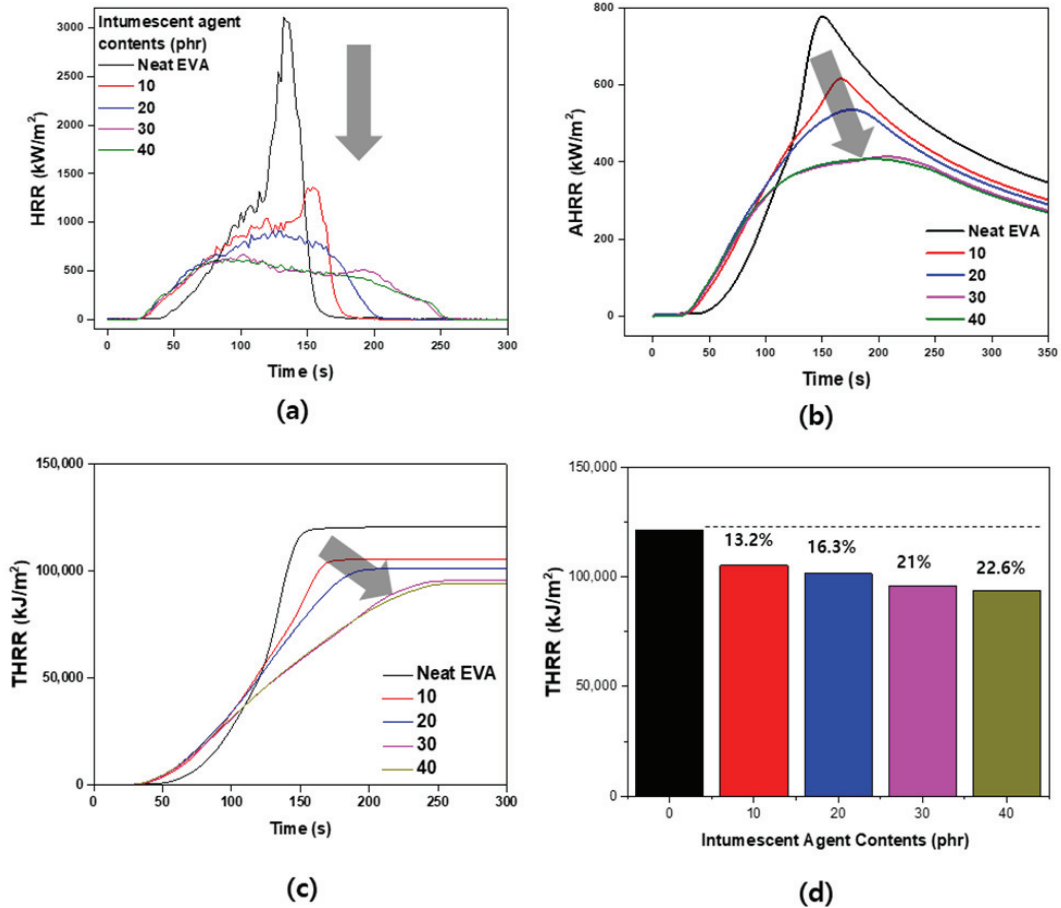 HRR (kW/m²)
3000
2500
2000
1500
1000
500
0
Intumescent agent
contents (phr)
Neat EVA
10
20
30
40
0 50 100 150 200 250 300
Time (s)
(a)
AHRR (kW/m²)
800
600
400
200
0
Neat EVA
10
20
30
40
0 50 100 150 200 250 300 350
Time (s)
(b)
THRR (kJ/m²)
150,000
100,000
50,000
0
Neat EVA
10
20
30
40
0 50 100 150 200 250 300
Time (s)
(c)
THRR (kJ/m²)
150,000
100,000
50,000
0
13.2% 16.3% 21% 22.6%
0 10 20 30 40
Intumescent Agent Contents (phr)
(d)